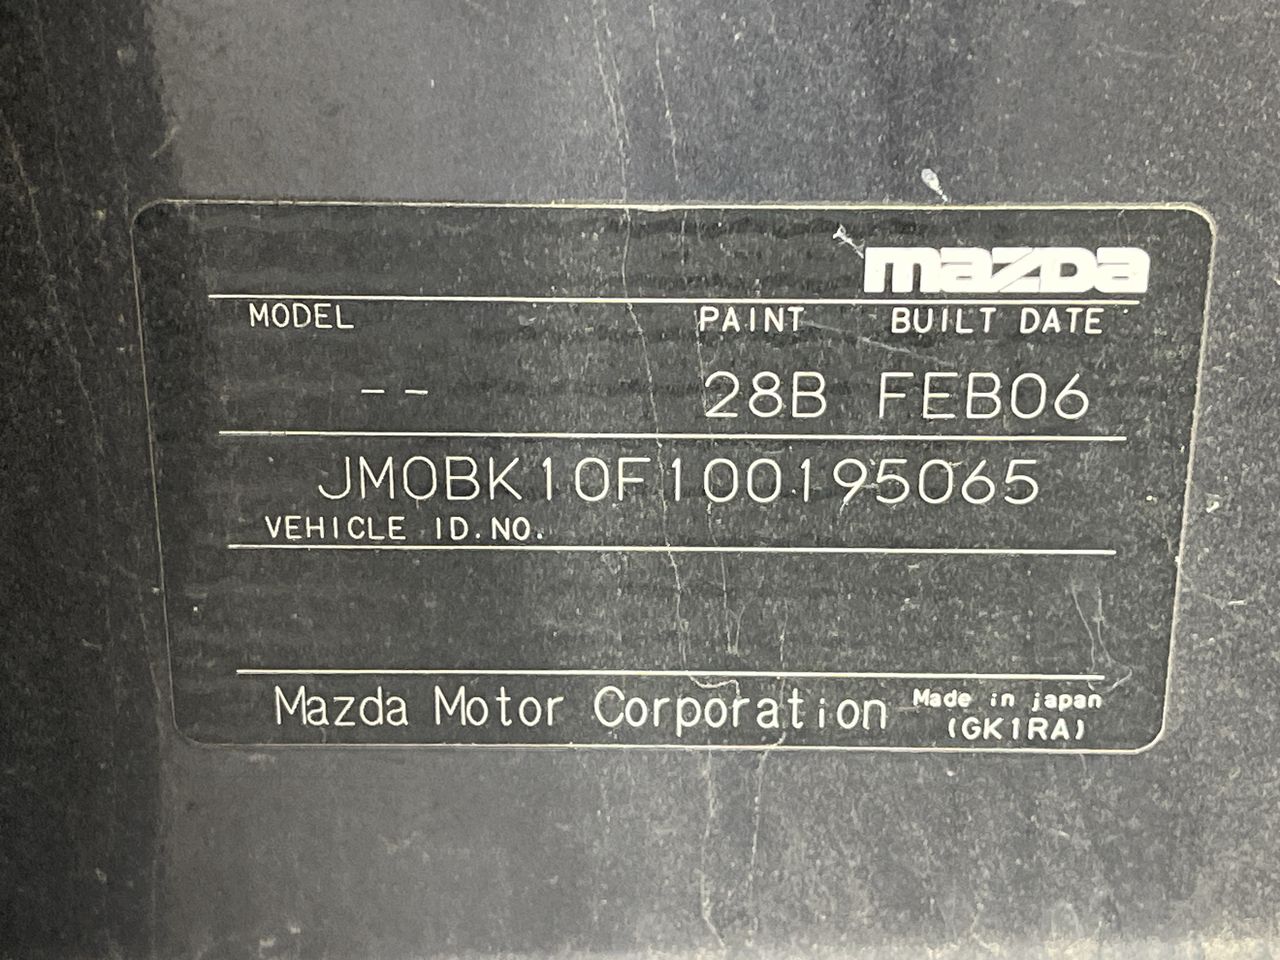 mazda
MODEL PAINT BUILT DATE
-- 28B FEB06
JM0BK10F100195065
VEHICLE ID.NO.
Mazda Motor Corporation Made in japan
(GK1RA)